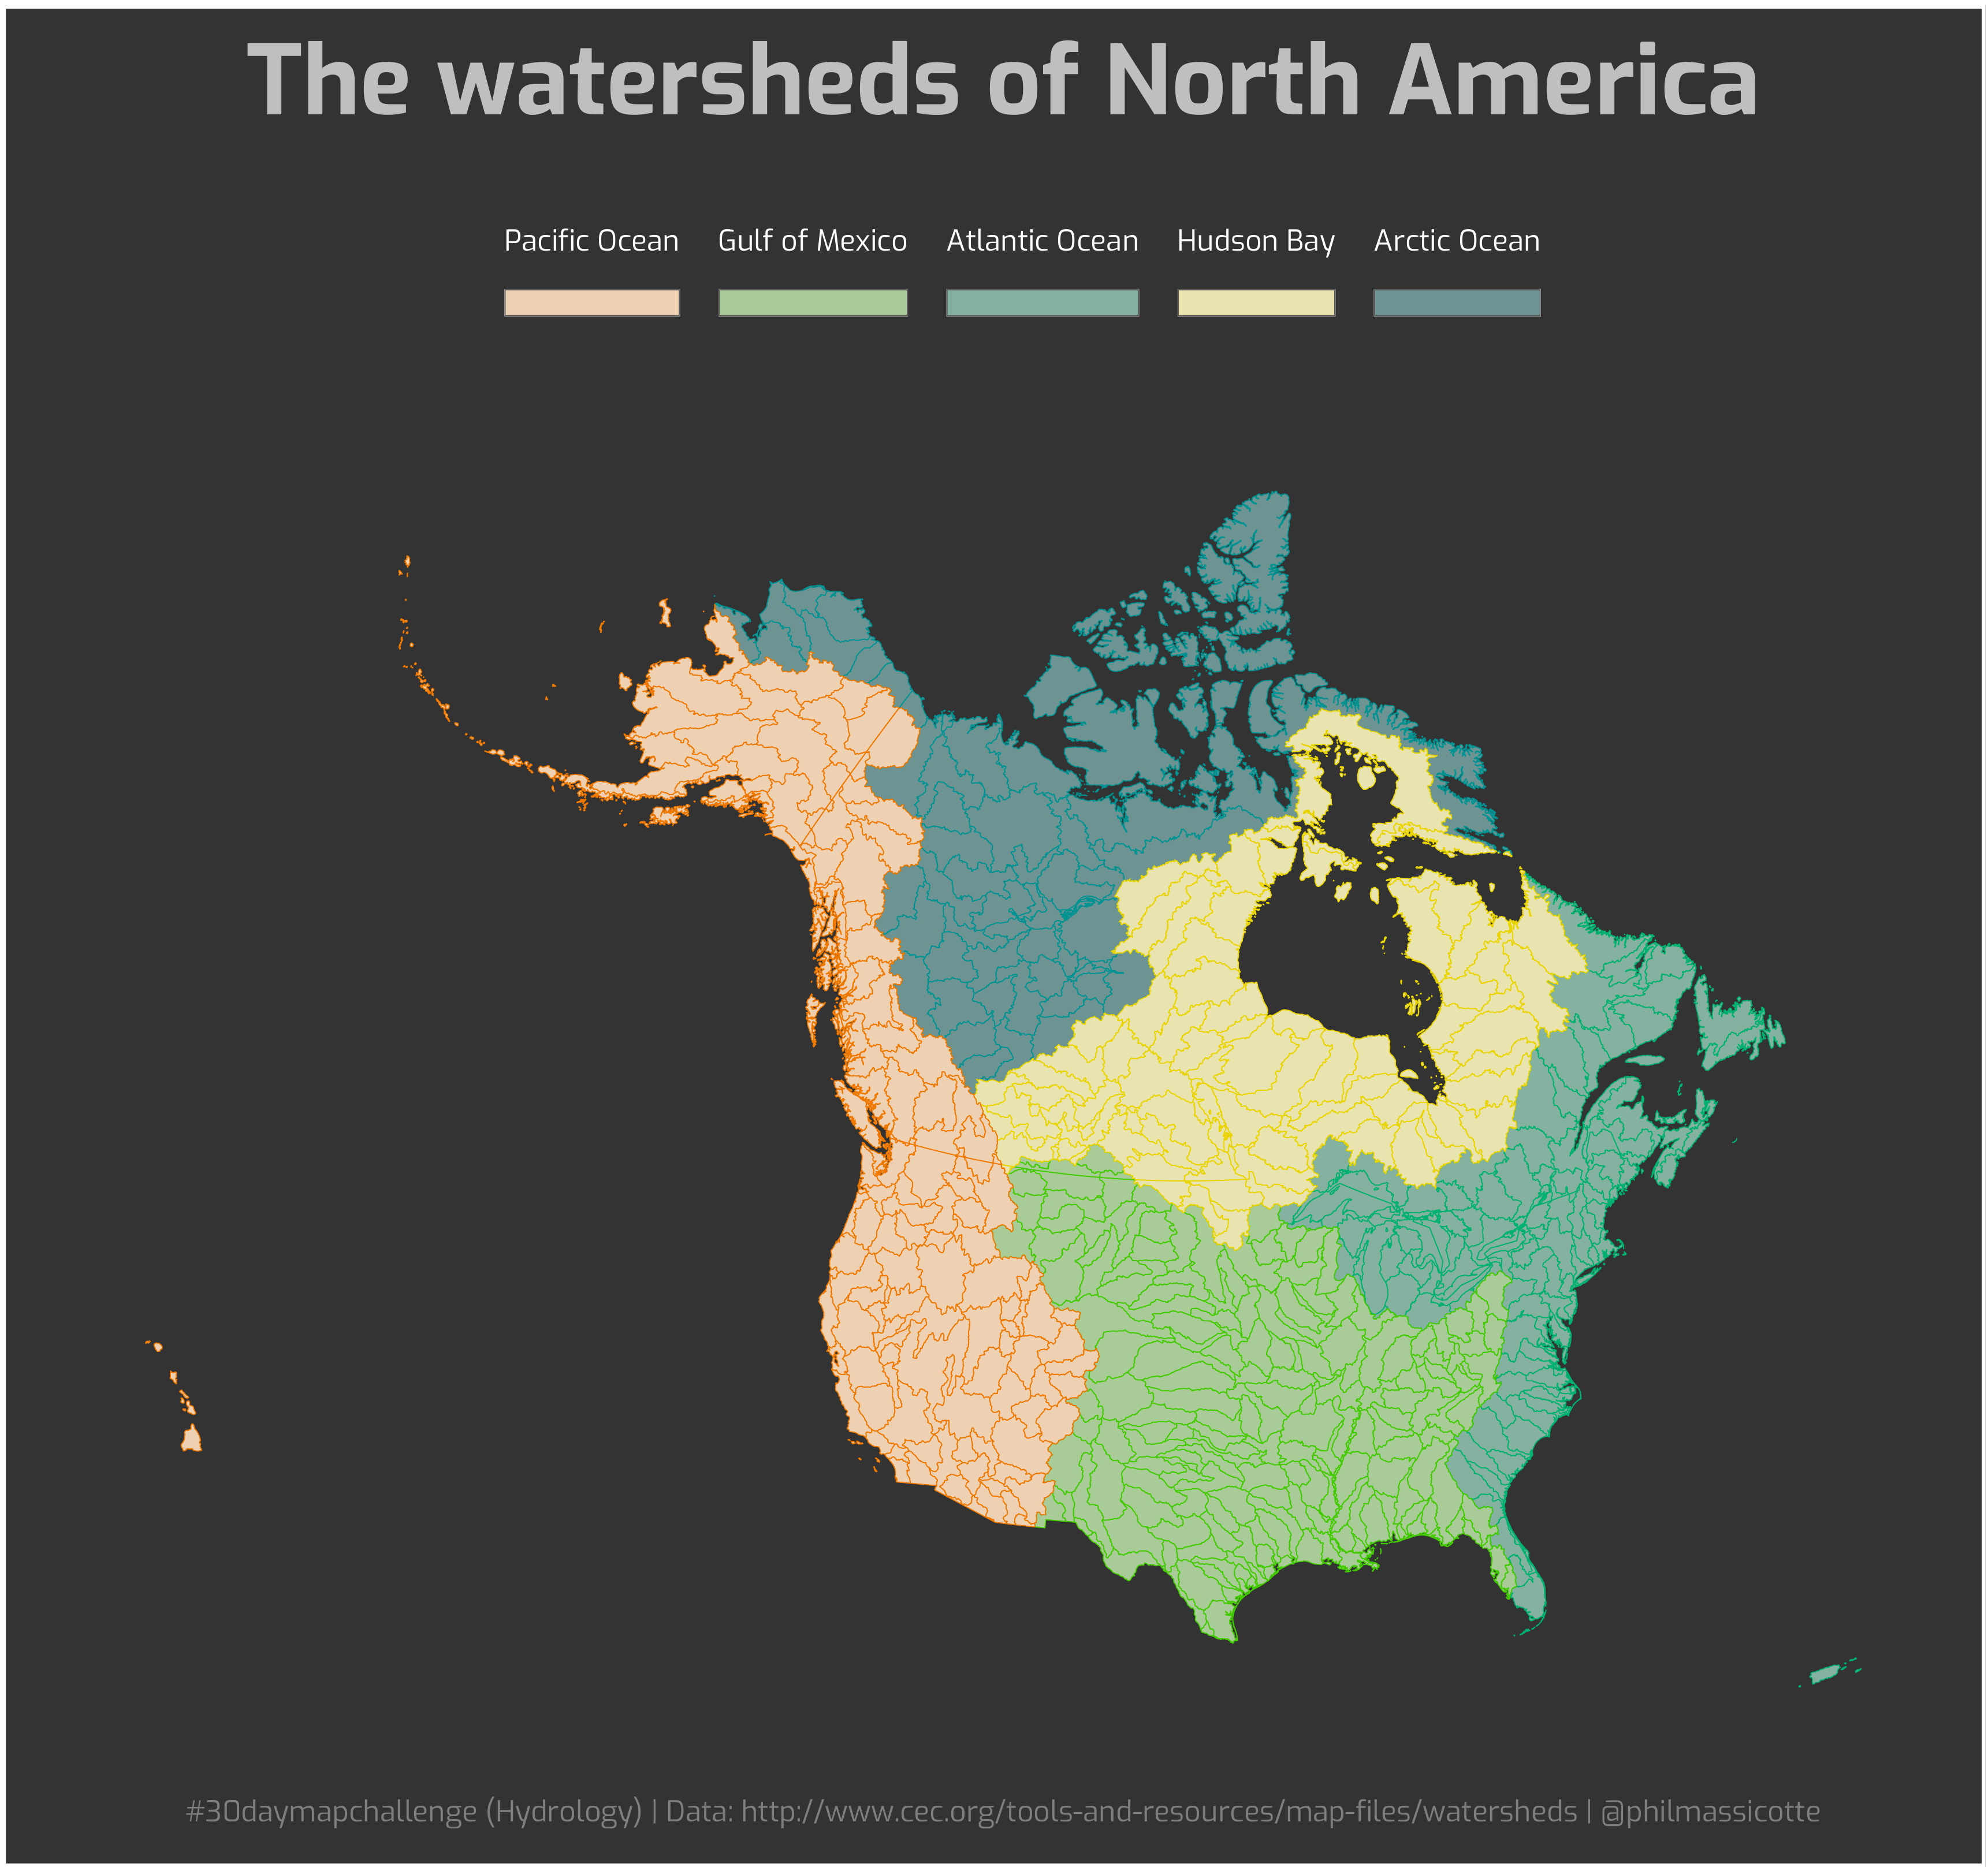 The watersheds of North America
Pacific Ocean Gulf of Mexico Atlantic Ocean Hudson Bay Arctic Ocean
#30daymapchallenge (Hydrology) | Data: http://www.cec.org/tools-and-resources/map-files/watersheds | @philmassicotte